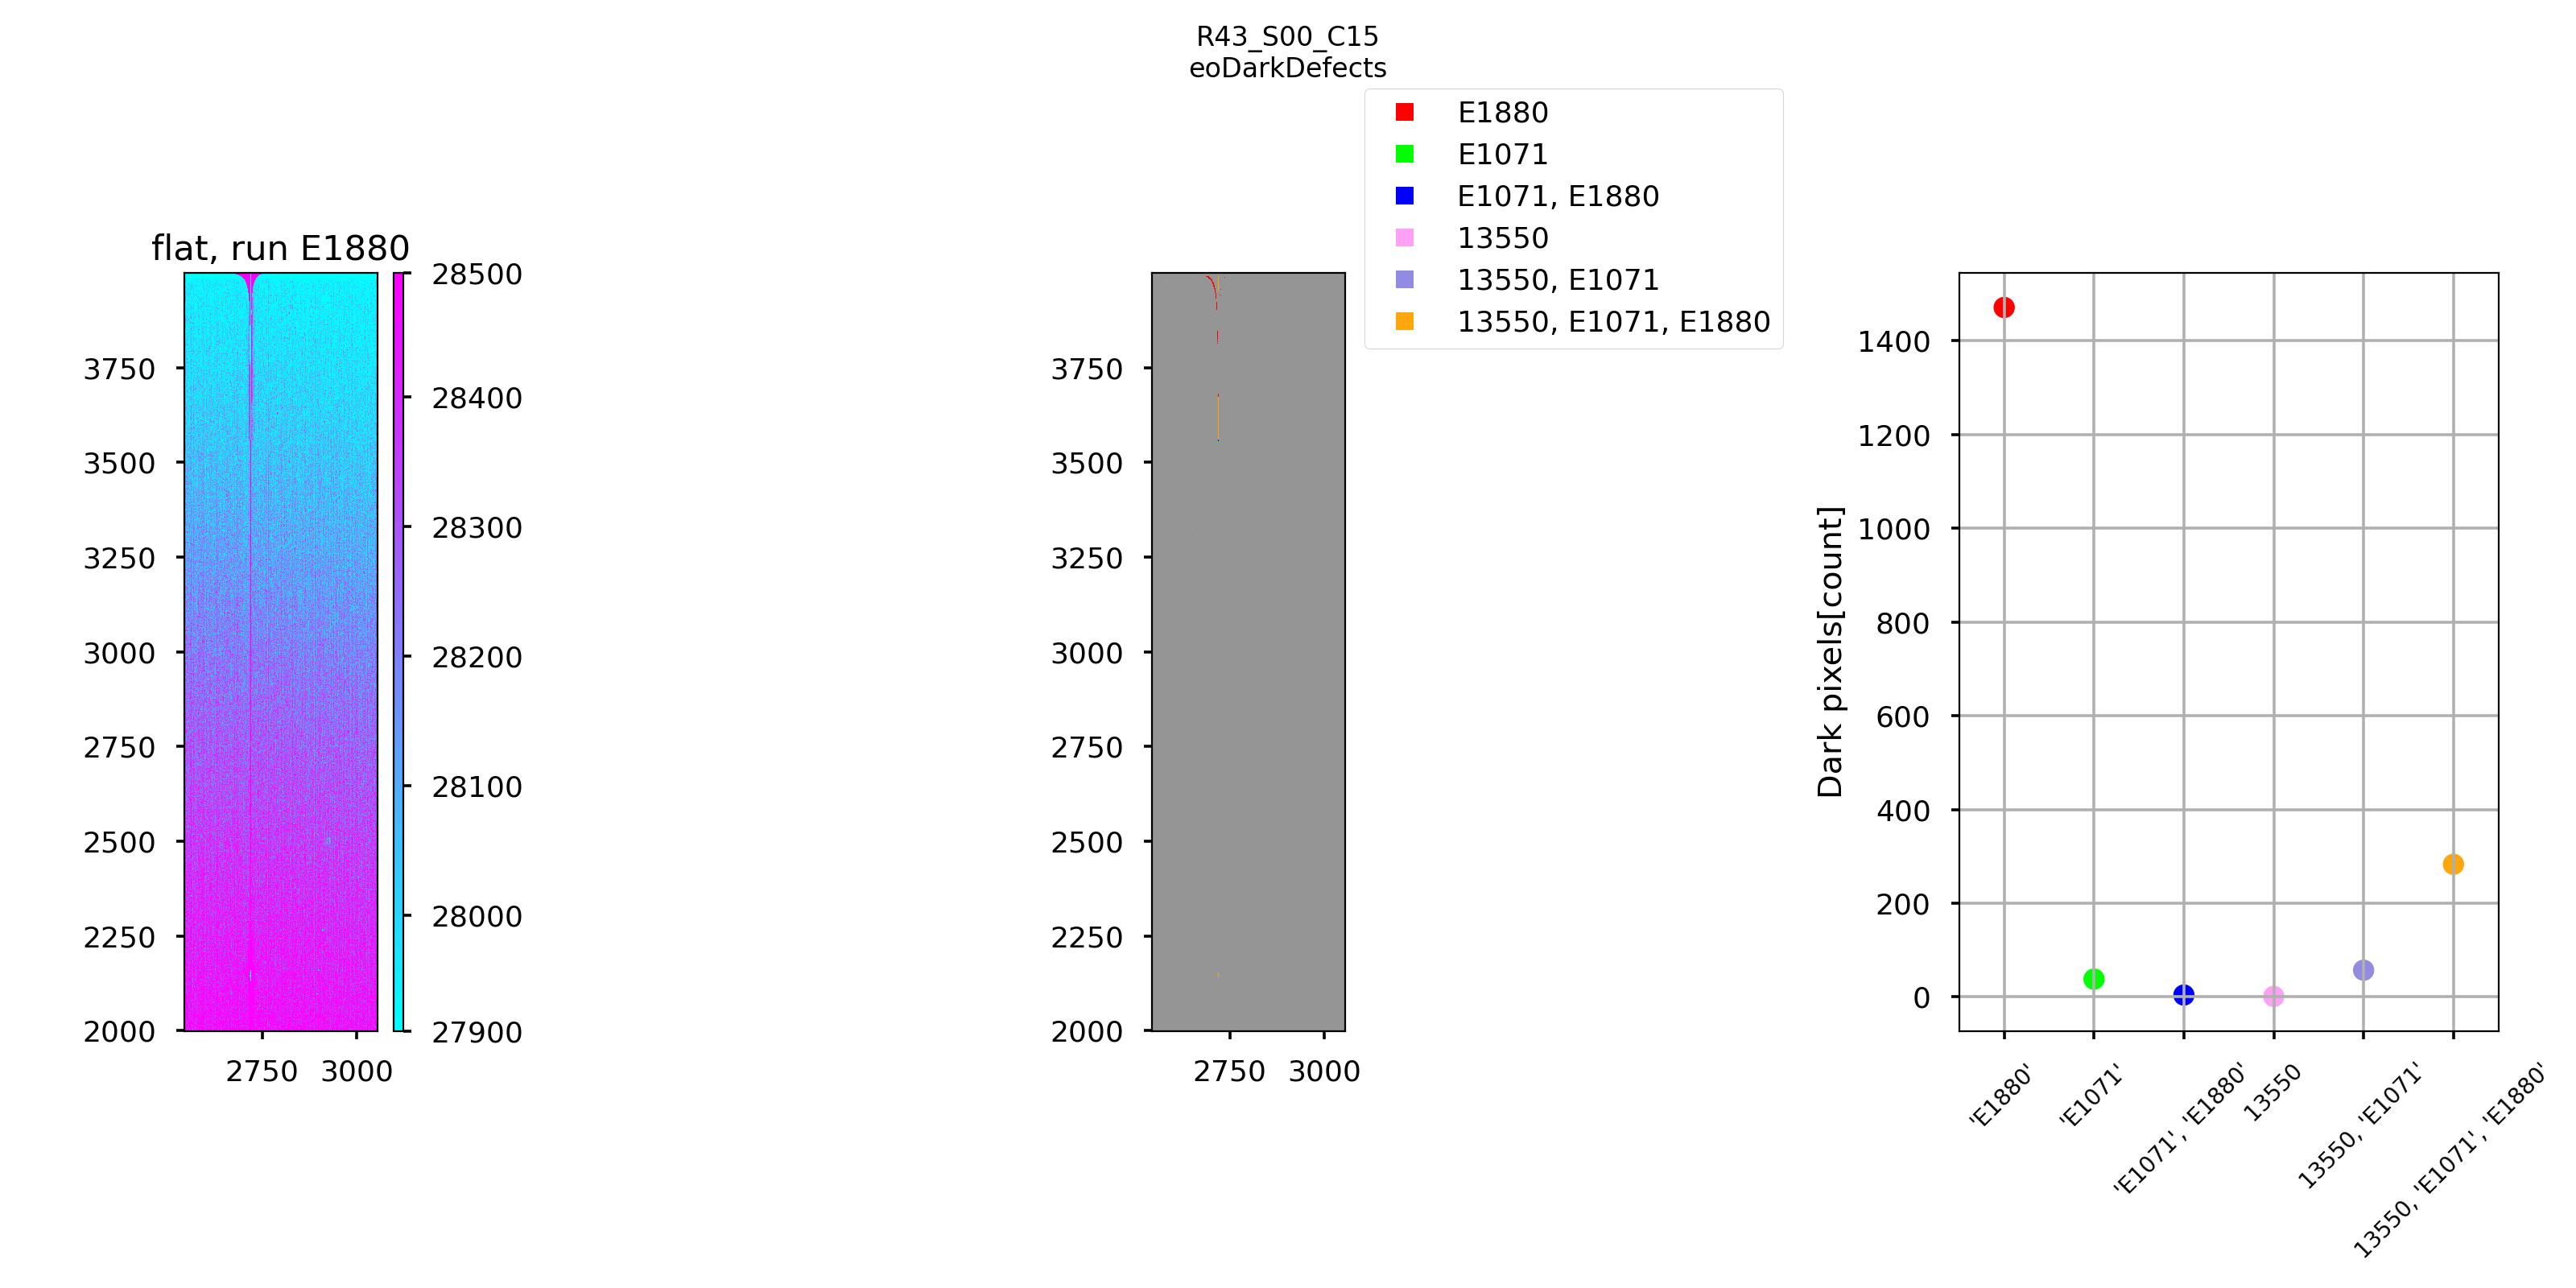 R43_S00_C15
eoDarkDefects
E1880
E1071
E1071, E1880
13550
13550, E1071
13550, E1071, E1880
flat, run E1880
3750
3500
3250
3000
2750
2500
2250
2000
2750 3000
28500
28400
28300
28200
28100
28000
27900
3750
3500
3250
3000
2750
2500
2250
2000
2750 3000
Dark pixels[count]
1400
1200
1000
800
600
400
200
0
'E1880'
'E1071'
'E1071', 'E1880'
13550
13550, 'E1071'
13550, 'E1071', 'E1880'